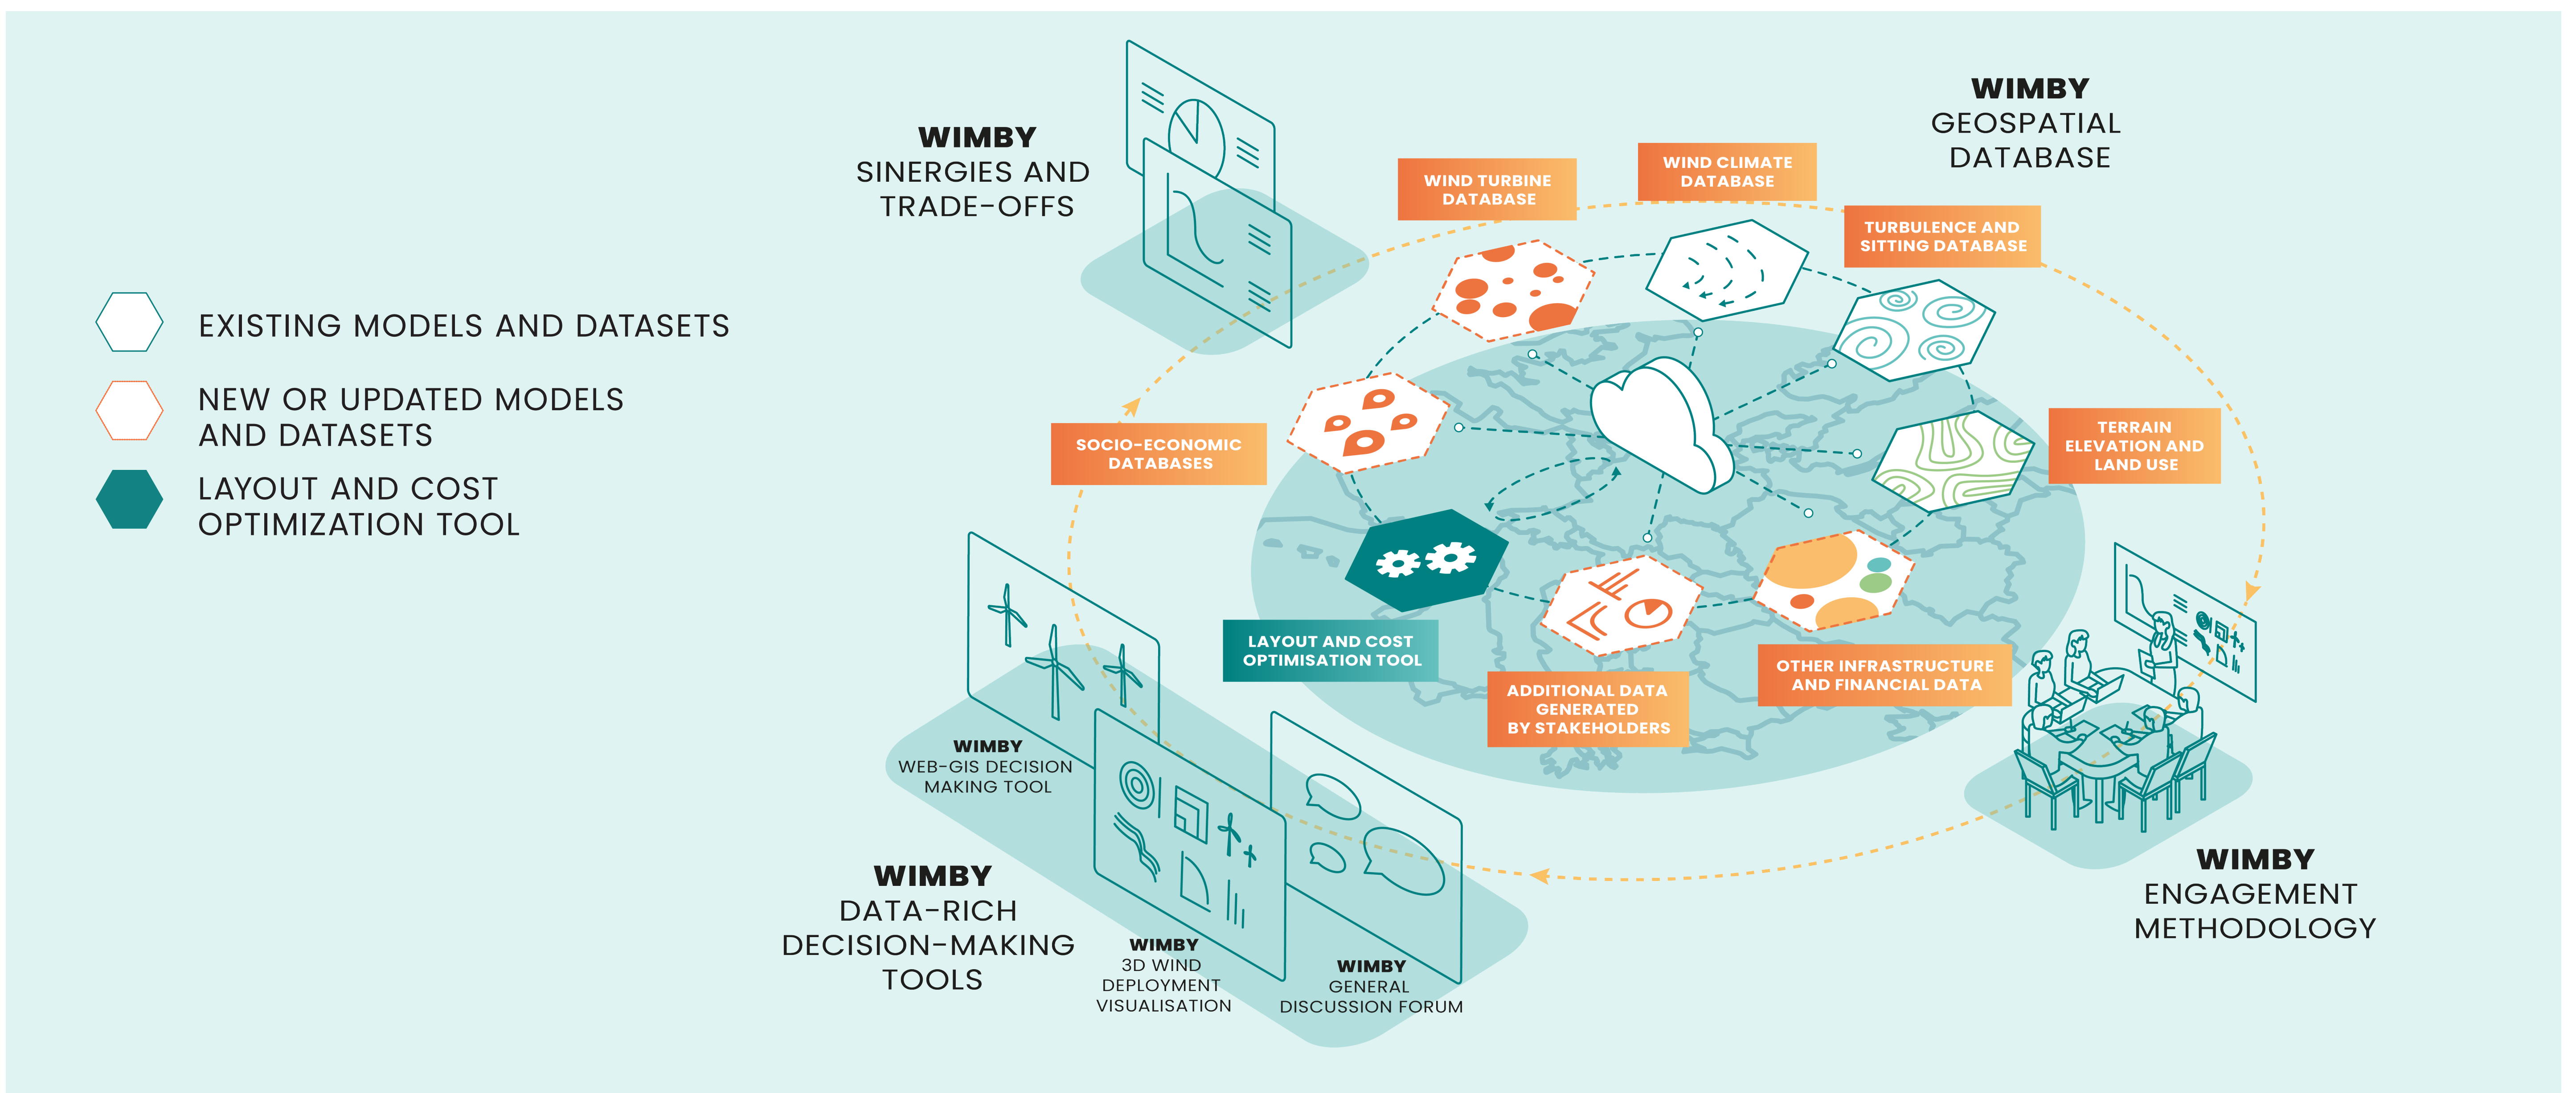 WIMBY
SINERGIES AND
TRADE-OFFS
WIMBY
GEOSPATIAL
DATABASE
EXISTING MODELS AND DATASETS
NEW OR UPDATED MODELS
AND DATASETS
LAYOUT AND COST
OPTIMIZATION TOOL
WIND TURBINE
DATABASE
WIND CLIMATE
DATABASE
TURBULENCE AND
SITTING DATABASE
SOCIO-ECONOMIC
DATABASES
TERRAIN
ELEVATION AND
LAND USE
LAYOUT AND COST
OPTIMISATION TOOL
ADDITIONAL DATA
GENERATED
BY STAKEHOLDERS
OTHER INFRASTRUCTURE
AND FINANCIAL DATA
WIMBY
WEB-GIS DECISION
MAKING TOOL
WIMBY
DATA-RICH
DECISION-MAKING
TOOLS
WIMBY
3D WIND
DEPLOYMENT
VISUALISATION
WIMBY
GENERAL
DISCUSSION FORUM
WIMBY
ENGAGEMENT
METHODOLOGY